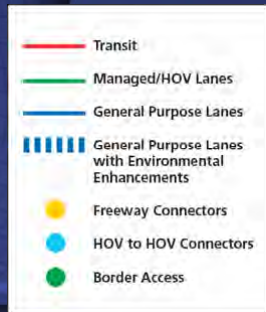 Transit
Managed/HOV Lanes
General Purpose Lanes
General Purpose Lanes
with Environmental
Enhancements
Freeway Connectors
HOV to HOV Connectors
Border Access